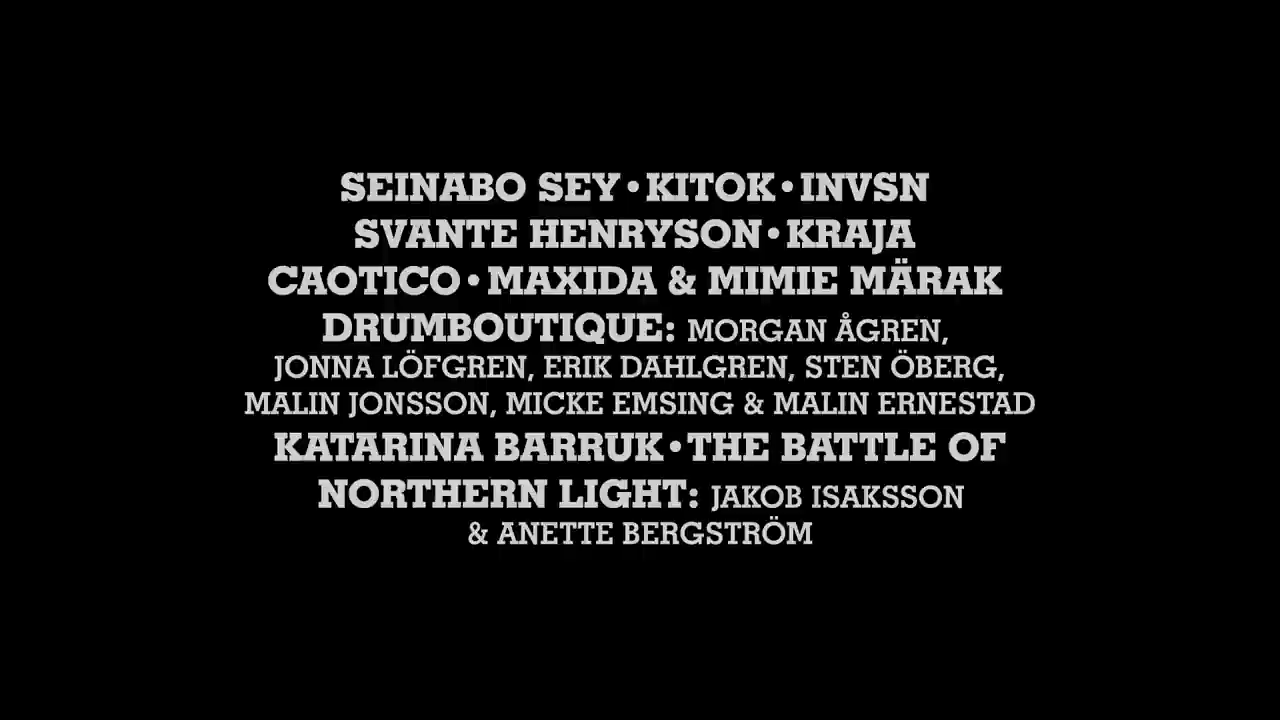 SEINABO SEY • KITOK • INVSN
SVANTE HENRYSON • KRAJA
CAOTICO • MAXIDA & MIMIE MÄRAK
DRUMBOUTIQUE: MORGAN ÅGREN,
JONNA LÖFGREN, ERIK DAHLGREN, STEN ÖBERG,
MALIN JONSSON, MICKE EMSING & MALIN ERNESTAD
KATARINA BARRUK • THE BATTLE OF
NORTHERN LIGHT: JAKOB ISAKSSON
& ANETTE BERGSTRÖM